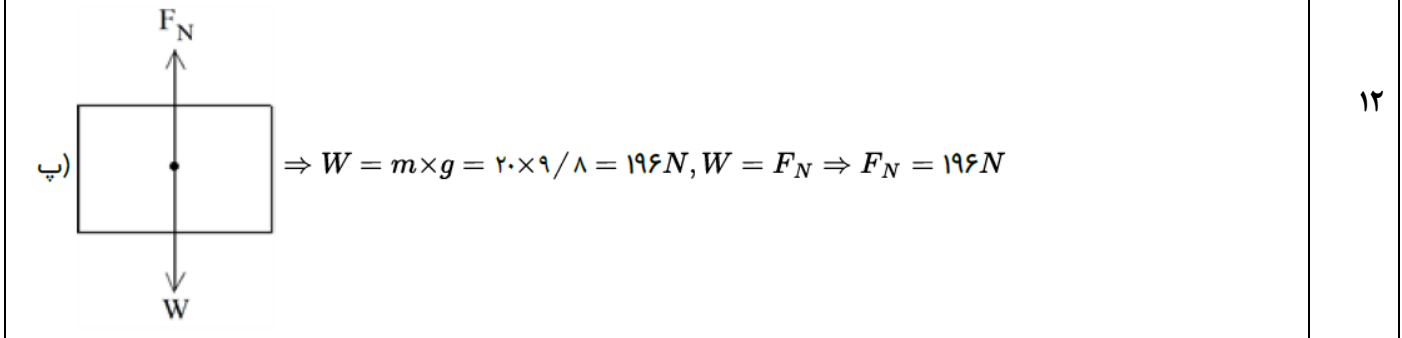 F_N
۱۲
پ) ⇒ W = m×g = ۲۰×۹/۸ = ۱۹۶N, W = F_N ⇒ F_N = ۱۹۶N
W